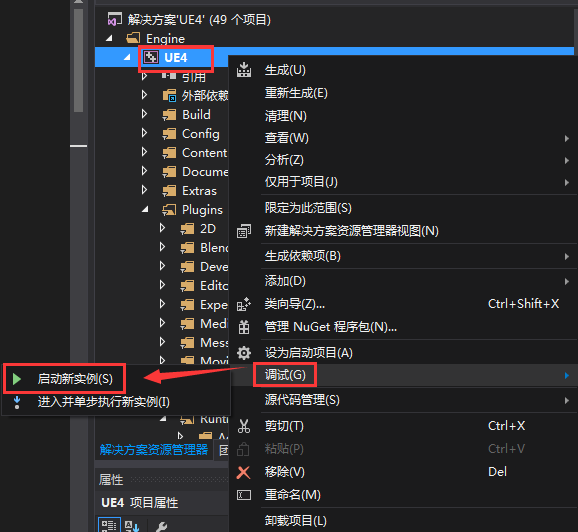 解决方案'UE4' (49 个项目)
Engine
UE4
引用
外部依赖
Build
Config
Content
Docume
Extras
Plugins
2D
Blen
Deve
Edito
Expe
Med
Mess
Movi
Runt
解决方案资源管理器
团
属性
UE4 项目属性
生成(U)
重新生成(E)
清理(N)
查看(W)
分析(Z)
仅用于项目(J)
限定为此范围(S)
新建解决方案资源管理器视图(N)
生成依赖项(B)
添加(D)
类向导(Z)... Ctrl+Shift+X
管理 NuGet 程序包(N)...
设为启动项目(A)
调试(G)
源代码管理(S)
剪切(T) Ctrl+X
粘贴(P) Ctrl+V
移除(V) Del
重命名(M)
卸载项目(L)
启动新实例(S)
进入并单步执行新实例(I)